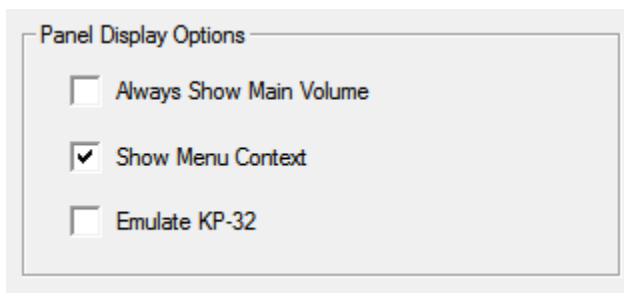 Panel Display Options
Always Show Main Volume
Show Menu Context
Emulate KP-32